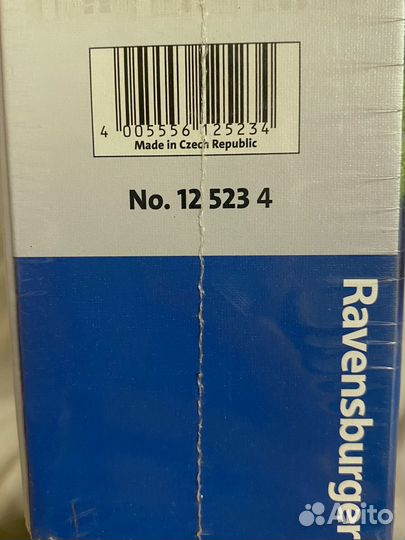 4 005556 125234
Made in Czech Republic
No. 12 523 4
Ravensburger
Avito